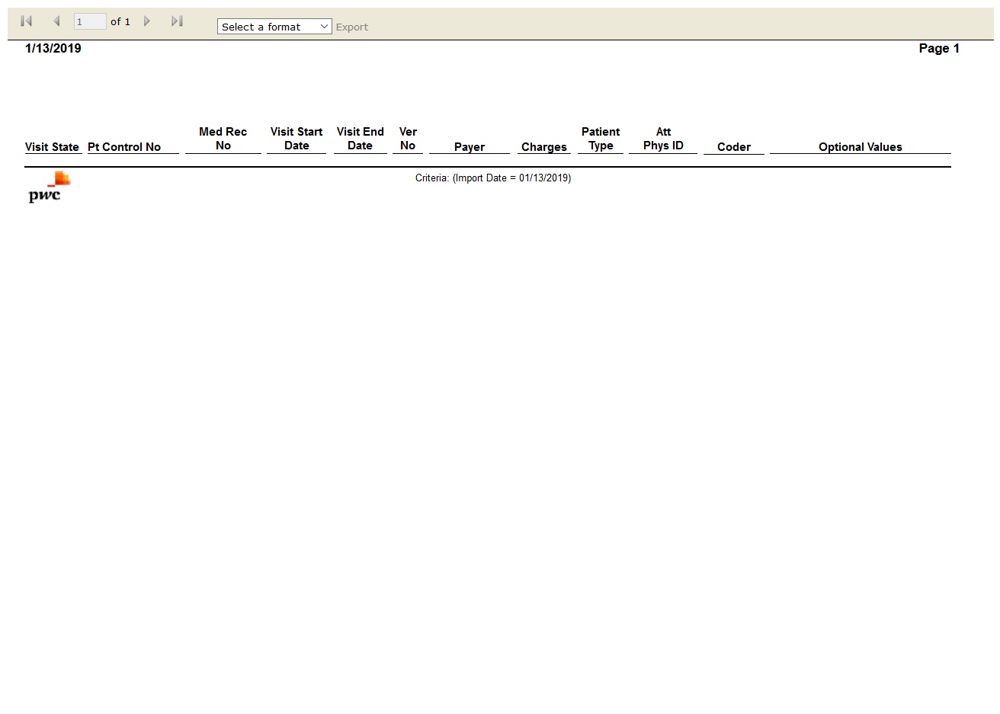 1 of 1 Select a format Export
1/13/2019 Page 1
Med Rec Visit Start Visit End Ver Patient Att
Visit State Pt Control No No Date Date No Payer Charges Type Phys ID Coder Optional Values
Criteria: (Import Date = 01/13/2019)
pwc